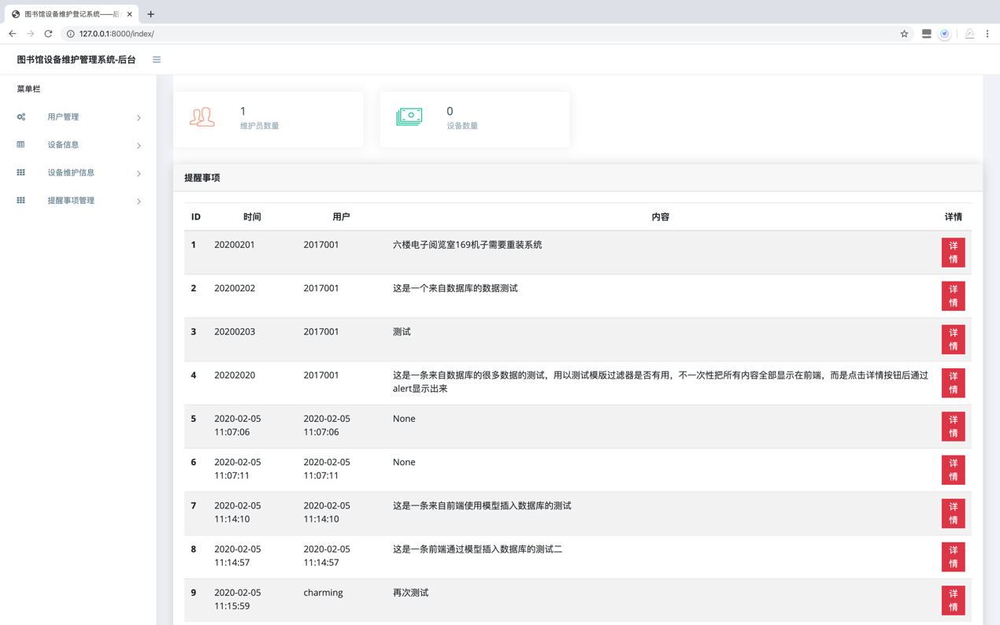 图书馆设备维护登记系统——后
127.0.0.1:8000/index/
图书馆设备维护管理系统-后台
菜单栏
用户管理
设备信息
设备维护信息
提醒事项管理
1
维护员数量
0
设备数量
提醒事项
ID 时间 用户 内容 详情
1 20200201 2017001 六楼电子阅览室169机子需要重装系统 详
情
2 20200202 2017001 这是一个来自数据库的数据测试 详
情
3 20200203 2017001 测试 详
情
4 20202020 2017001 这是一条来自数据库的很多数据的测试，用以测试模版过滤器是否有用，不一次性把所有内容全部显示在前端，而是点击详情按钮后通过 详
alert显示出来 情
5 2020-02-05 2020-02-05 None 详
11:07:06 11:07:06 情
6 2020-02-05 2020-02-05 None 详
11:07:11 11:07:11 情
7 2020-02-05 2020-02-05 这是一条来自前端使用模型插入数据库的测试 详
11:14:10 11:14:10 情
8 2020-02-05 2020-02-05 这是一条前端通过模型插入数据库的测试二 详
11:14:57 11:14:57 情
9 2020-02-05 charming 再次测试 详
11:15:59 情